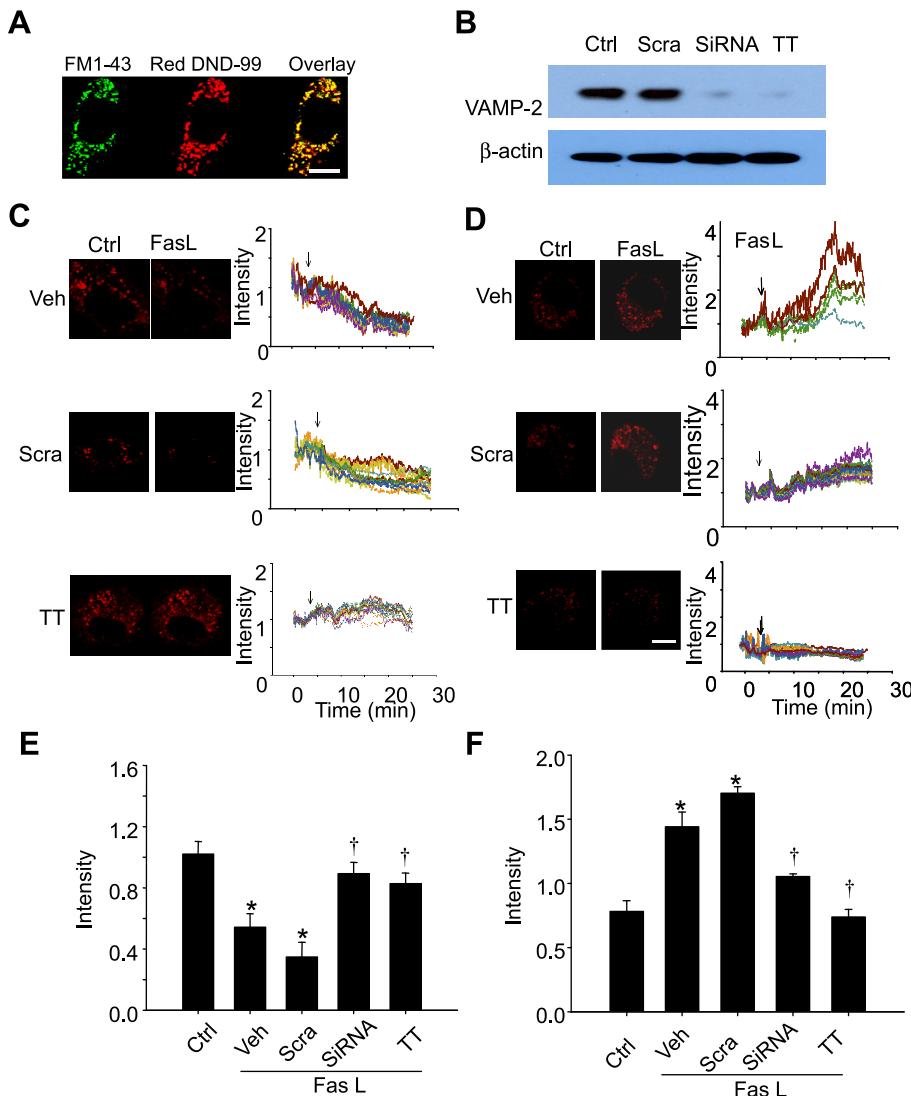 A
FM1-43 Red DND-99 Overlay
B
Ctrl Scra SiRNA TT
VAMP-2
β-actin
C
Ctrl FasL
Veh
Intensity
2
1
0
Scra
Intensity
2
1
0
TT
Intensity
2
1
0
0 10 15 25 30
Time (min)
D
Ctrl FasL
Veh
FasL
Intensity
4
2
0
Scra
Intensity
4
2
0
TT
Intensity
4
2
0
0 10 15 25 30
Time (min)
E
Intensity
1.6
1.2
0.8
0.4
0.0
* * † †
Ctrl Veh Scra SiRNA TT
Fas L
F
Intensity
2.0
1.5
1.0
0.5
0.0
* * † †
Ctrl Veh Scra SiRNA TT
Fas L